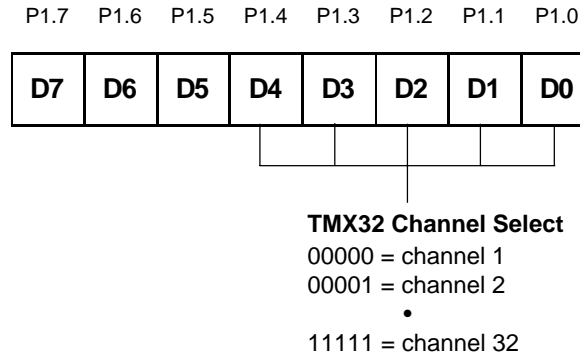 P1.7 P1.6 P1.5 P1.4 P1.3 P1.2 P1.1 P1.0
D7 D6 D5 D4 D3 D2 D1 D0
TMX32 Channel Select
00000 = channel 1
00001 = channel 2
•
11111 = channel 32